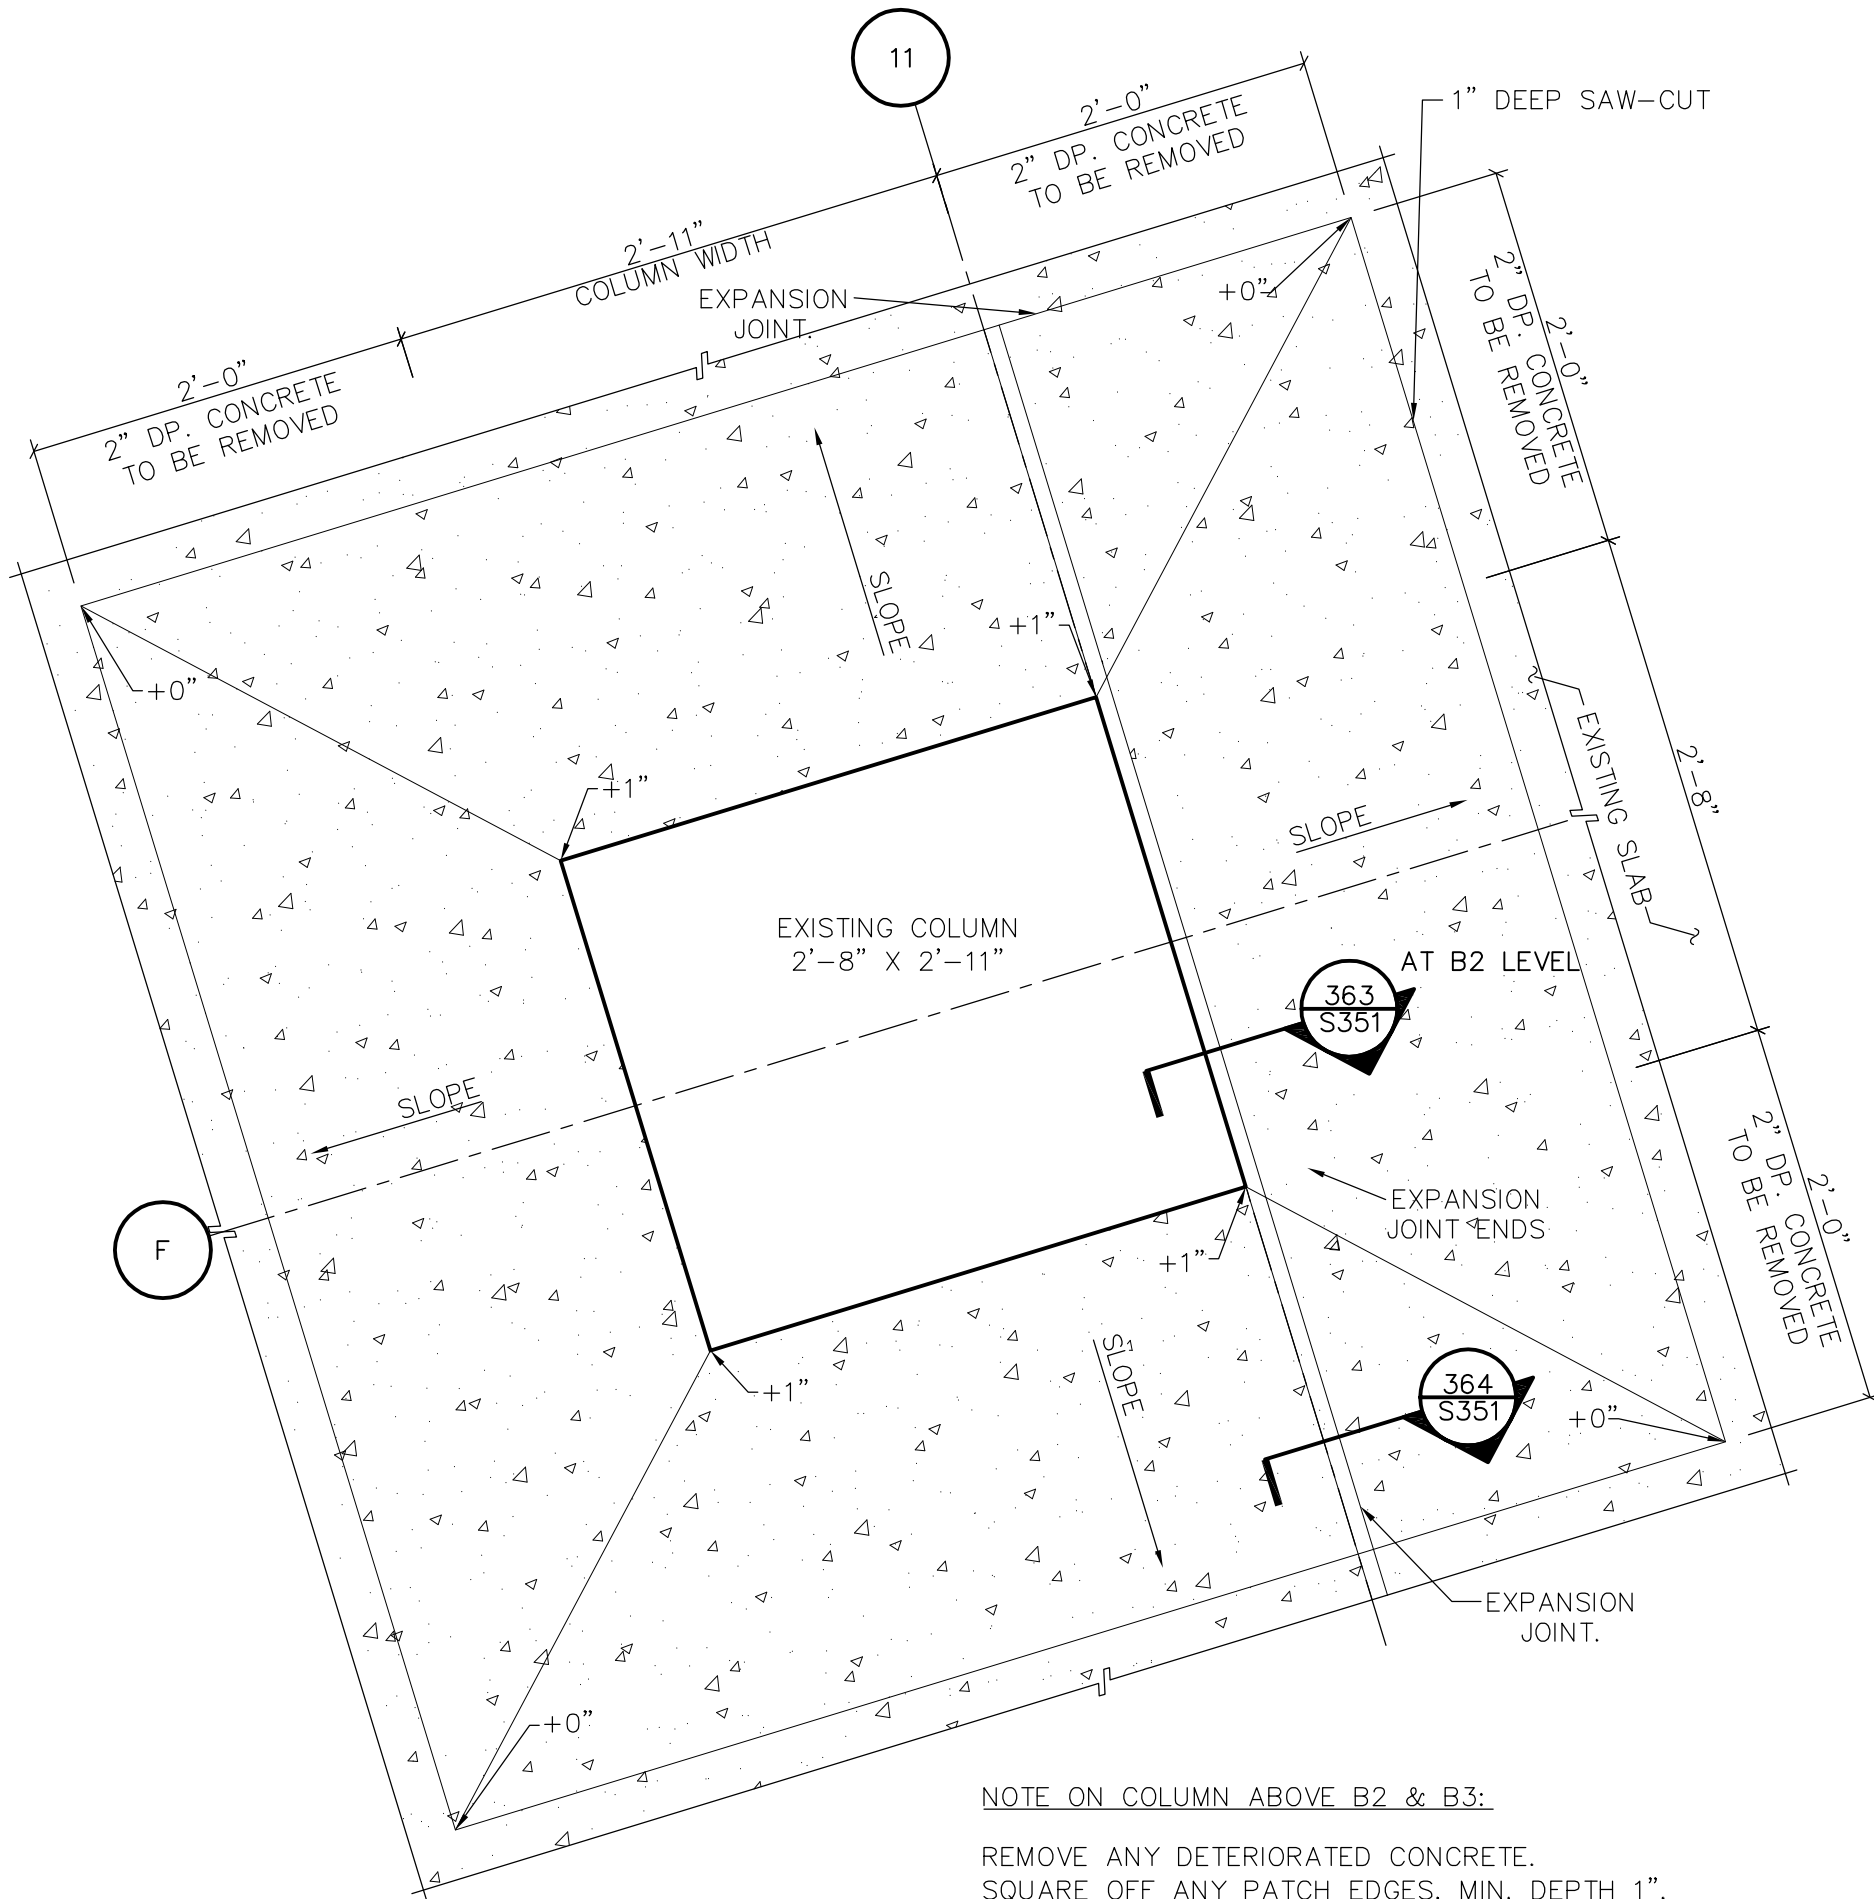 11
2'-0"
2" DP. CONCRETE
TO BE REMOVED
1" DEEP SAW-CUT
2'-11"
COLUMN WIDTH
EXPANSION
JOINT.
+0"
2'-0"
2" DP. CONCRETE
TO BE REMOVED
2'-0"
2" DP. CONCRETE
TO BE REMOVED
SLOPE
+1"
+0"
+1"
EXISTING SLAB
2'-8"
SLOPE
EXISTING COLUMN
2'-8" X 2'-11"
AT B2 LEVEL
363
S351
SLOPE
F
EXPANSION
JOINT ENDS
+1"
2'-0"
2" DP. CONCRETE
TO BE REMOVED
SLOPE
+1"
364
S351
+0"
EXPANSION
JOINT.
+0"
NOTE ON COLUMN ABOVE B2 & B3:
REMOVE ANY DETERIORATED CONCRETE.
SQUARE OFF ANY PATCH EDGES. MIN. DEPTH 1".